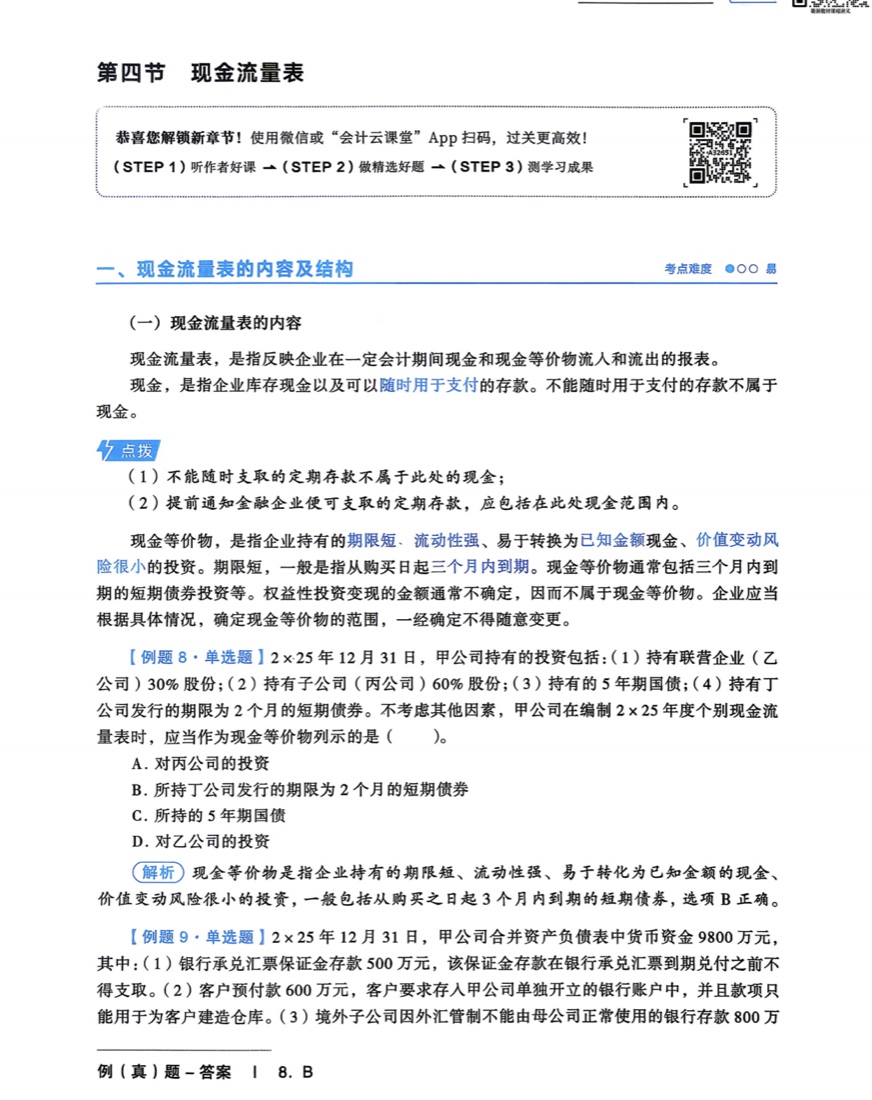 第四节 现金流量表
恭喜您解锁新章节！使用微信或“会计云课堂”App 扫码，过关更高效！
（STEP 1）听作者好课 → （STEP 2）做精选好题 → （STEP 3）测学习成果
一、现金流量表的内容及结构
考点难度 易
（一）现金流量表的内容
现金流量表，是指反映企业在一定会计期间现金和现金等价物流入和流出的报表。
现金，是指企业库存现金以及可以随时用于支付的存款。不能随时用于支付的存款不属于
现金。
点拨
（1）不能随时支取的定期存款不属于此处的现金；
（2）提前通知金融企业便可支取的定期存款，应包括在此处现金范围内。
现金等价物，是指企业持有的期限短、流动性强、易于转换为已知金额现金、价值变动风
险很小的投资。期限短，一般是指从购买日起三个月内到期。现金等价物通常包括三个月内到
期的短期债券投资等。权益性投资变现的金额通常不确定，因而不属于现金等价物。企业应当
根据具体情况，确定现金等价物的范围，一经确定不得随意变更。
【例题 8·单选题】2×25 年 12 月 31 日，甲公司持有的投资包括：（1）持有联营企业（乙
公司）30% 股份；（2）持有子公司（丙公司）60% 股份；（3）持有的 5 年期国债；（4）持有丁
公司发行的期限为 2 个月的短期债券。不考虑其他因素，甲公司在编制 2×25 年度个别现金流
量表时，应当作为现金等价物列示的是（ ）。
A. 对丙公司的投资
B. 所持丁公司发行的期限为 2 个月的短期债券
C. 所持的 5 年期国债
D. 对乙公司的投资
解析 现金等价物是指企业持有的期限短、流动性强、易于转化为已知金额的现金、
价值变动风险很小的投资，一般包括从购买之日起 3 个月内到期的短期债券，选项 B 正确。
【例题 9·单选题】2×25 年 12 月 31 日，甲公司合并资产负债表中货币资金 9800 万元，
其中：（1）银行承兑汇票保证金存款 500 万元，该保证金存款在银行承兑汇票到期兑付之前不
得支取。（2）客户预付款 600 万元，客户要求存入甲公司单独开立的银行账户中，并且款项只
能用于为客户建造仓库。（3）境外子公司因外汇管制不能由母公司正常使用的银行存款 800 万
例（真）题－答案 | 8. B